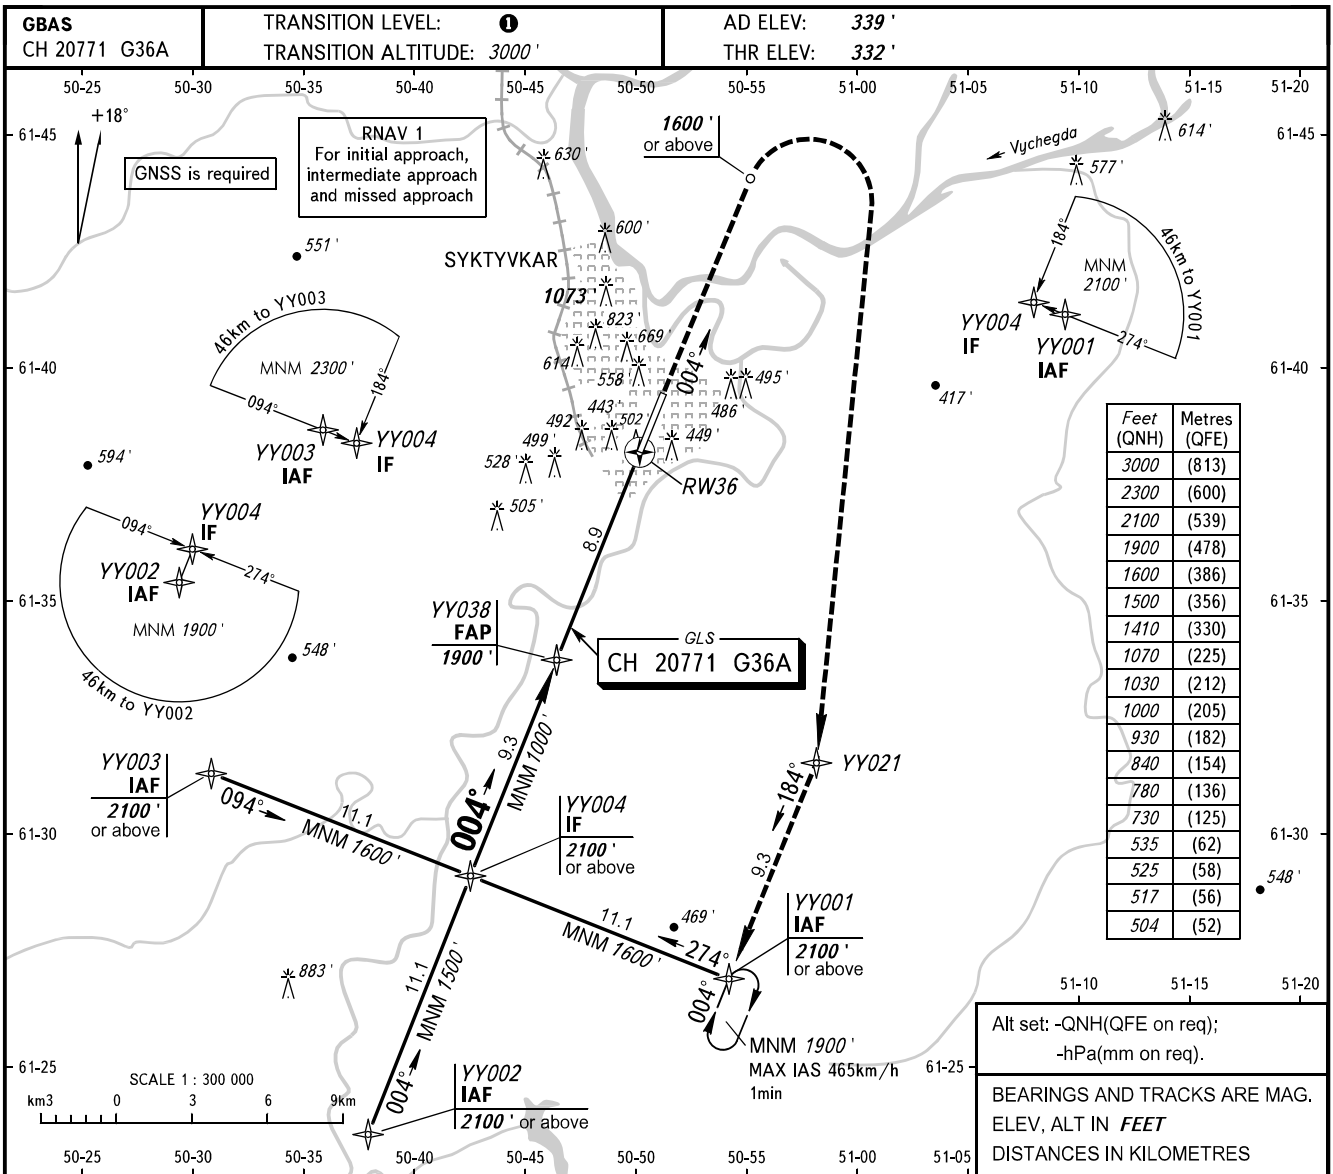 GBAS
CH 20771 G36A
TRANSITION LEVEL: 1
TRANSITION ALTITUDE: 3000'
AD ELEV: 339'
THR ELEV: 332'
50-25 50-30 50-35 50-40 50-45 50-50 50-55 51-00 51-05 51-10 51-15 51-20
61-45
+18°
GNSS is required
RNAV 1
For initial approach,
intermediate approach
and missed approach
630'
1600'
or above
Vychegda
614'
61-45
577'
551'
600'
SYKTYVKAR
1073'
823'
669'
614'
558'
004°
486'
495'
443'
502'
492'
449'
499'
528'
505'
RW36
184°
46km to YY001
MNM
2100'
YY004
IF
YY001
IAF
274°
417'
46km to YY003
MNM 2300'
184°
094°
YY003
IAF
YY004
IF
61-40
61-40
594'
094°
YY004
IF
YY002
IAF
274°
MNM 1900'
46km to YY002
548'
61-35
61-35
Feet
(QNH)
Metres
(QFE)
3000 (813)
2300 (600)
2100 (539)
1900 (478)
1600 (386)
1500 (356)
1410 (330)
1070 (225)
1030 (212)
1000 (205)
930 (182)
840 (154)
780 (136)
730 (125)
535 (62)
525 (58)
517 (56)
504 (52)
8.9
YY038
FAP
1900'
GLS
CH 20771 G36A
9.3
MNM 1000'
004°
YY003
IAF
2100'
or above
094°
11.1
MNM 1600'
YY004
IF
2100'
or above
YY021
184°
9.3
61-30
61-30
548'
469'
11.1
MNM 1600'
274°
YY001
IAF
2100'
or above
004°
MNM 1900'
MAX IAS 465km/h
1min
883'
11.1
MNM 1500'
004°
YY002
IAF
2100' or above
61-25
61-25
SCALE 1 : 300 000
km3 0 3 6 9km
51-10 51-15 51-20
Alt set: -QNH(QFE on req);
-hPa(mm on req).
BEARINGS AND TRACKS ARE MAG.
ELEV, ALT IN FEET
DISTANCES IN KILOMETRES
50-25 50-30 50-35 50-40 50-45 50-50 50-55 51-00 51-05